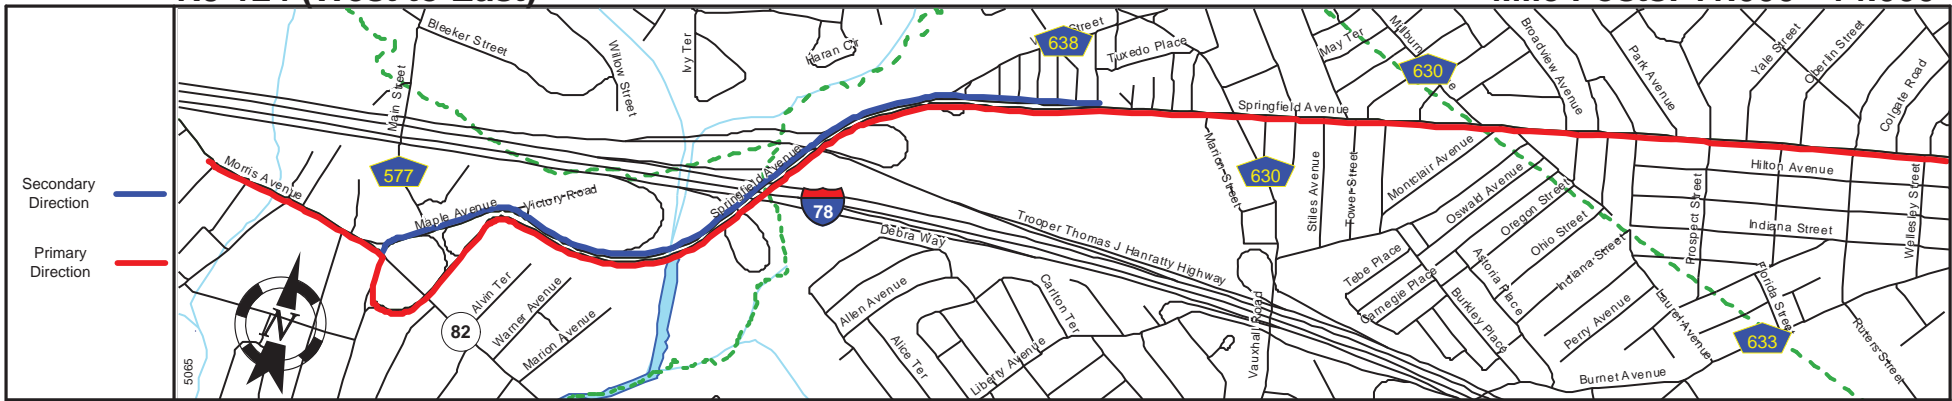 Secondary
Direction
Primary
Direction
Bleeker Street
Main Street
Willow Street
Ivy Ter
Haran Cir
Street
638
Tuxedo Place
May Ter
Milburn
630
Broadview Avenue
Park Avenue
Yale Street
Oberlin Street
Colgate Road
Springfield Avenue
Morris Avenue
577
Maple Avenue
Victory Road
Springfield Avenue
78
Debra Way
Trooper Thomas J Hanratty Highway
Marion Street
630
Stiles Avenue
Tower Street
Montclair Avenue
Oswald Avenue
Oregon Street
Ohio Street
Indiana Street
Hilton Avenue
Prospect Street
Indiana Street
Wellesley Street
N
82
Alvin Ter
Warner Avenue
Marion Avenue
Allen Avenue
Alice Ter
Carlton Ter
Liberty Avenue
Vauxhall Road
Tebe Place
Carnegie Place
Astoria Place
Burkley Place
Perry Avenue
Laurel Avenue
Florida Street
633
Ruters Street
Burnet Avenue
5065